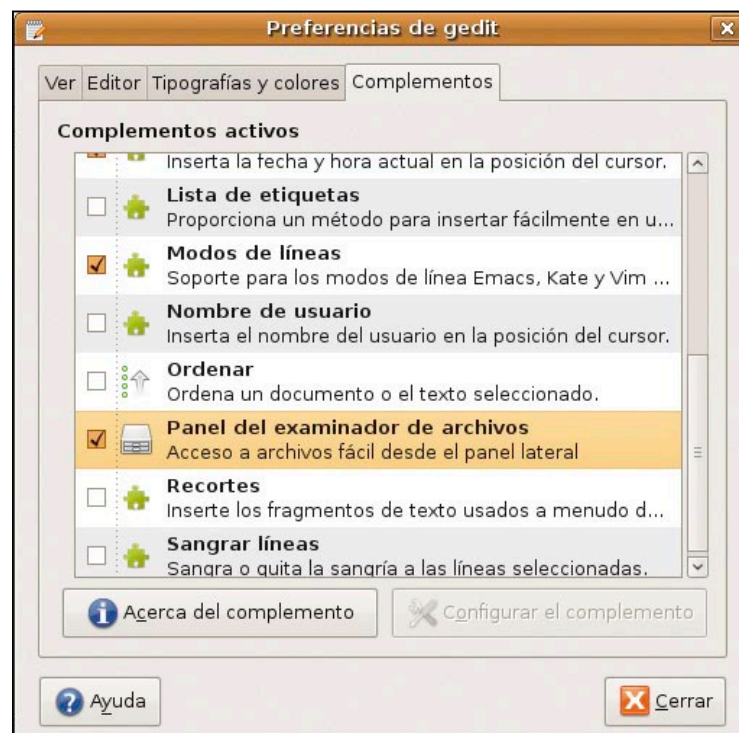 Preferencias de gedit
Ver Editor Tipografías y colores Complementos
Complementos activos
Inserta la fecha y hora actual en la posición del cursor.
Lista de etiquetas
Proporciona un método para insertar fácilmente en u...
Modos de líneas
Soporte para los modos de línea Emacs, Kate y Vim ...
Nombre de usuario
Inserta el nombre del usuario en la posición del cursor.
Ordenar
Ordena un documento o el texto seleccionado.
Panel del examinador de archivos
Acceso a archivos fácil desde el panel lateral
Recortes
Inserte los fragmentos de texto usados a menudo d...
Sangrar líneas
Sangra o quita la sangría a las líneas seleccionadas.
Acerca del complemento Configurar el complemento
Ayuda Cerrar